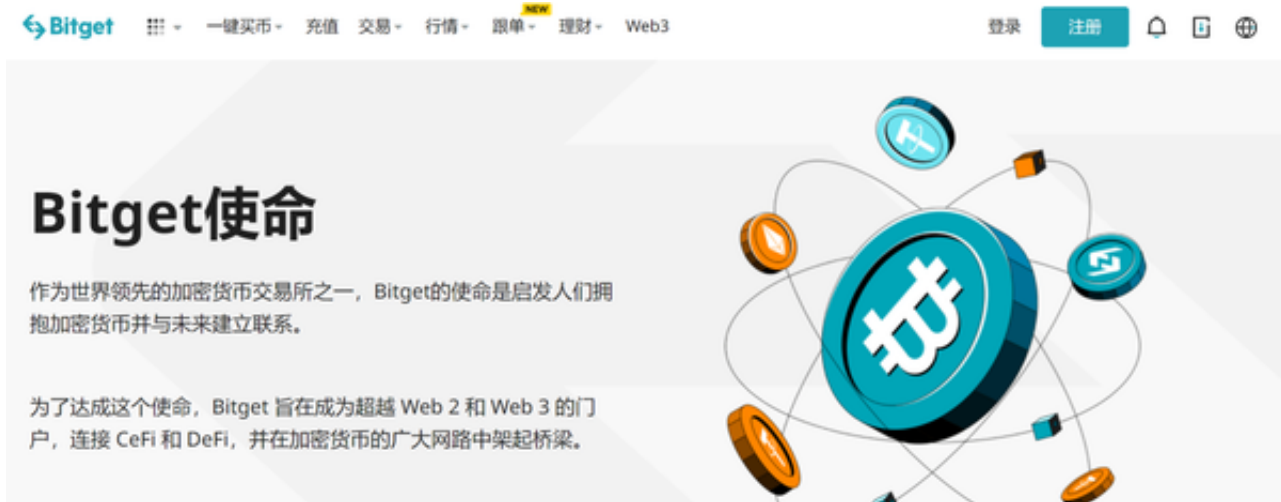 Bitget 一键买币 充值 交易 行情 跟单 NEW 理财 Web3 登录 注册
Bitget使命
作为世界领先的加密货币交易所之一，Bitget的使命是启发人们拥
抱加密货币并与未来建立联系。
为了达成这个使命，Bitget 旨在成为超越 Web 2 和 Web 3 的门
户，连接 CeFi 和 DeFi，并在加密货币的广大网路中架起桥梁。